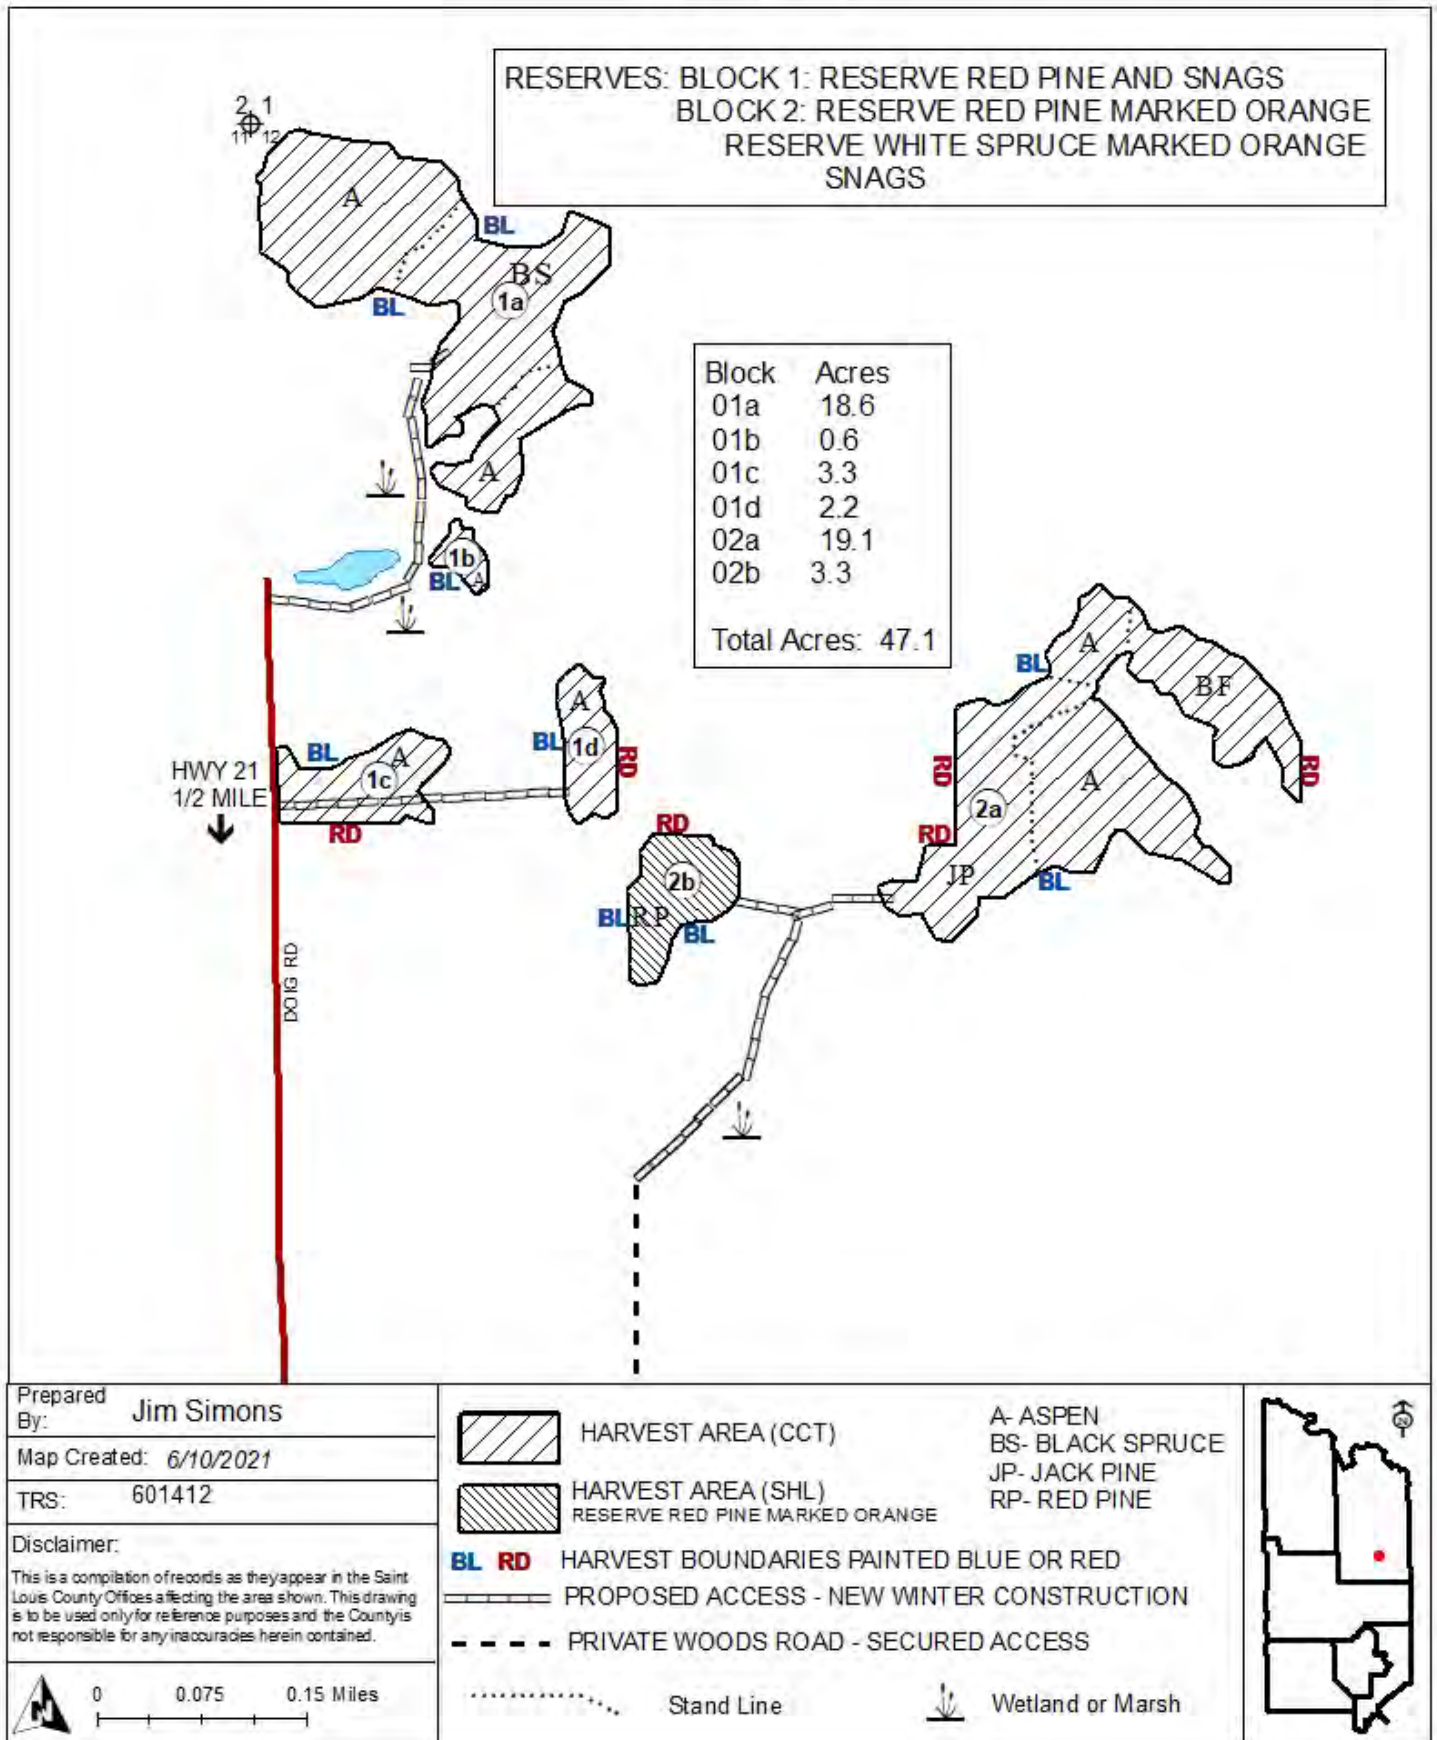 RESERVES: BLOCK 1: RESERVE RED PINE AND SNAGS
BLOCK 2: RESERVE RED PINE MARKED ORANGE
RESERVE WHITE SPRUCE MARKED ORANGE
SNAGS
2 1
11 12
A
BL
BS
1a
BL
A
1b
BL
A
Block Acres
01a 18.6
01b 0.6
01c 3.3
01d 2.2
02a 19.1
02b 3.3
Total Acres: 47.1
A
BL
BF
A
BL
1d
RD
BL
A
1c
RD
HWY 21
1/2 MILE
RD
RD
A
2a
RD
JP
BL
RD
2b
BL
RP
BL
DOIG RD
Prepared
By: Jim Simons
Map Created: 6/10/2021
TRS: 601412
Disclaimer:
This is a compilation of records as they appear in the Saint
Louis County Offices affecting the area shown. This drawing
is to be used only for reference purposes and the County is
not responsible for any inaccuracies herein contained.
N
0 0.075 0.15 Miles
HARVEST AREA (CCT)
HARVEST AREA (SHL)
RESERVE RED PINE MARKED ORANGE
BL RD HARVEST BOUNDARIES PAINTED BLUE OR RED
PROPOSED ACCESS - NEW WINTER CONSTRUCTION
PRIVATE WOODS ROAD - SECURED ACCESS
Stand Line
Wetland or Marsh
A- ASPEN
BS- BLACK SPRUCE
JP- JACK PINE
RP- RED PINE
N